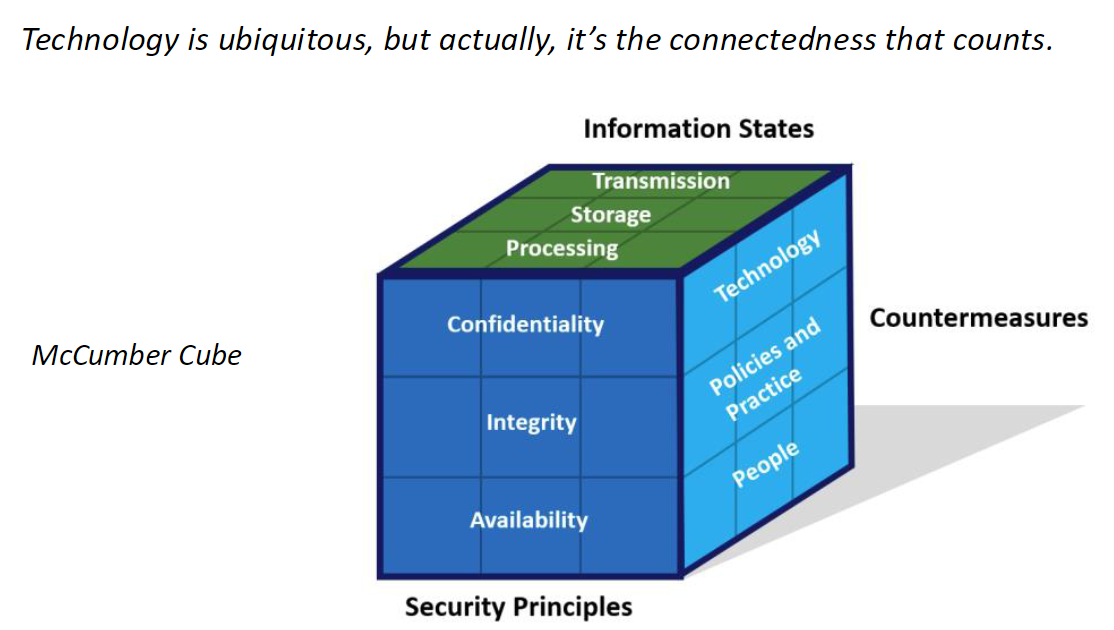 Technology is ubiquitous, but actually, it’s the connectedness that counts.
Information States
Transmission
Storage
Processing
Technology
Policies and
Practice
People
Countermeasures
Confidentiality
Integrity
Availability
McCumber Cube
Security Principles